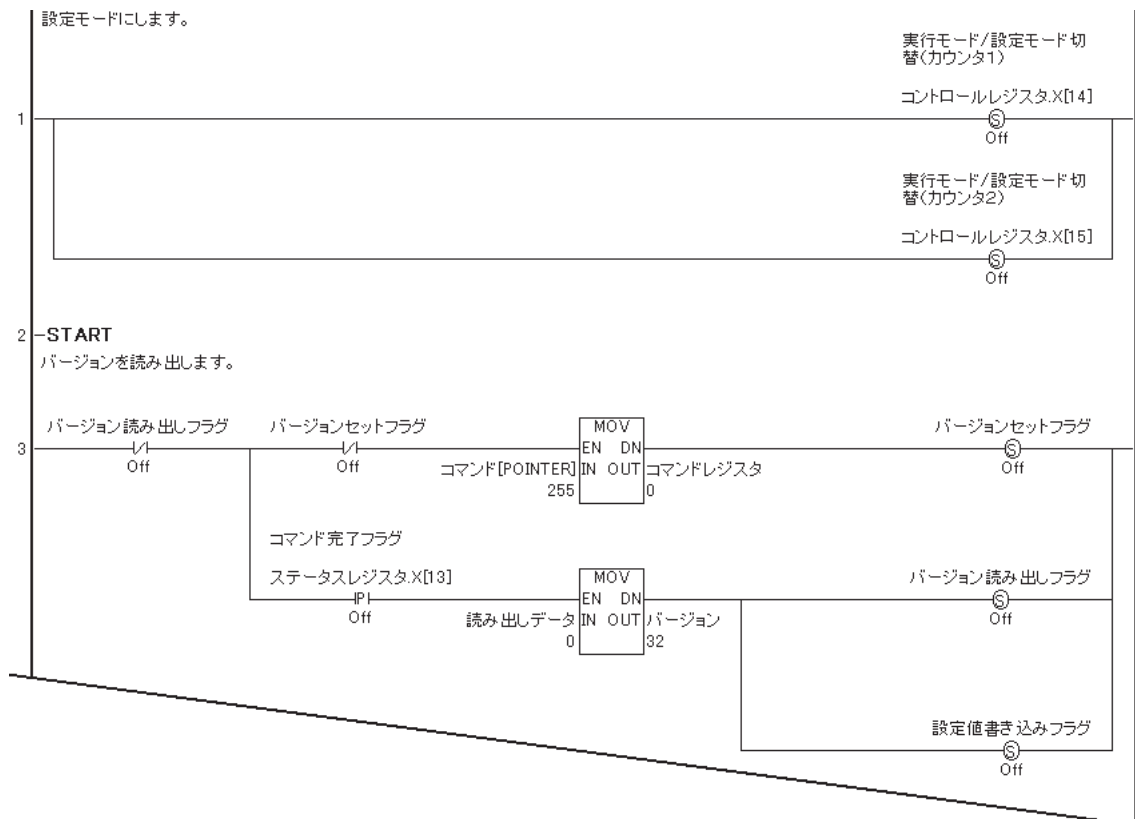 設定モードにします。
実行モード/設定モード切
替(カウンタ1)
コントロールレジスタ.X[14]
1
S
Off
実行モード/設定モード切
替(カウンタ2)
コントロールレジスタ.X[15]
S
Off
2 START
バージョンを読み出します。
バージョン読み出しフラグ バージョンセットフラグ MOV バージョンセットフラグ
3 EN DN S
Off Off コマンド[POINTER] IN OUT コマンドレジスタ Off
255 0
コマンド完了フラグ
ステータスレジスタ.X[13] MOV バージョン読み出しフラグ
P EN DN S
Off 読み出しデータ IN OUT バージョン Off
0 32
設定値書き込みフラグ
S
Off